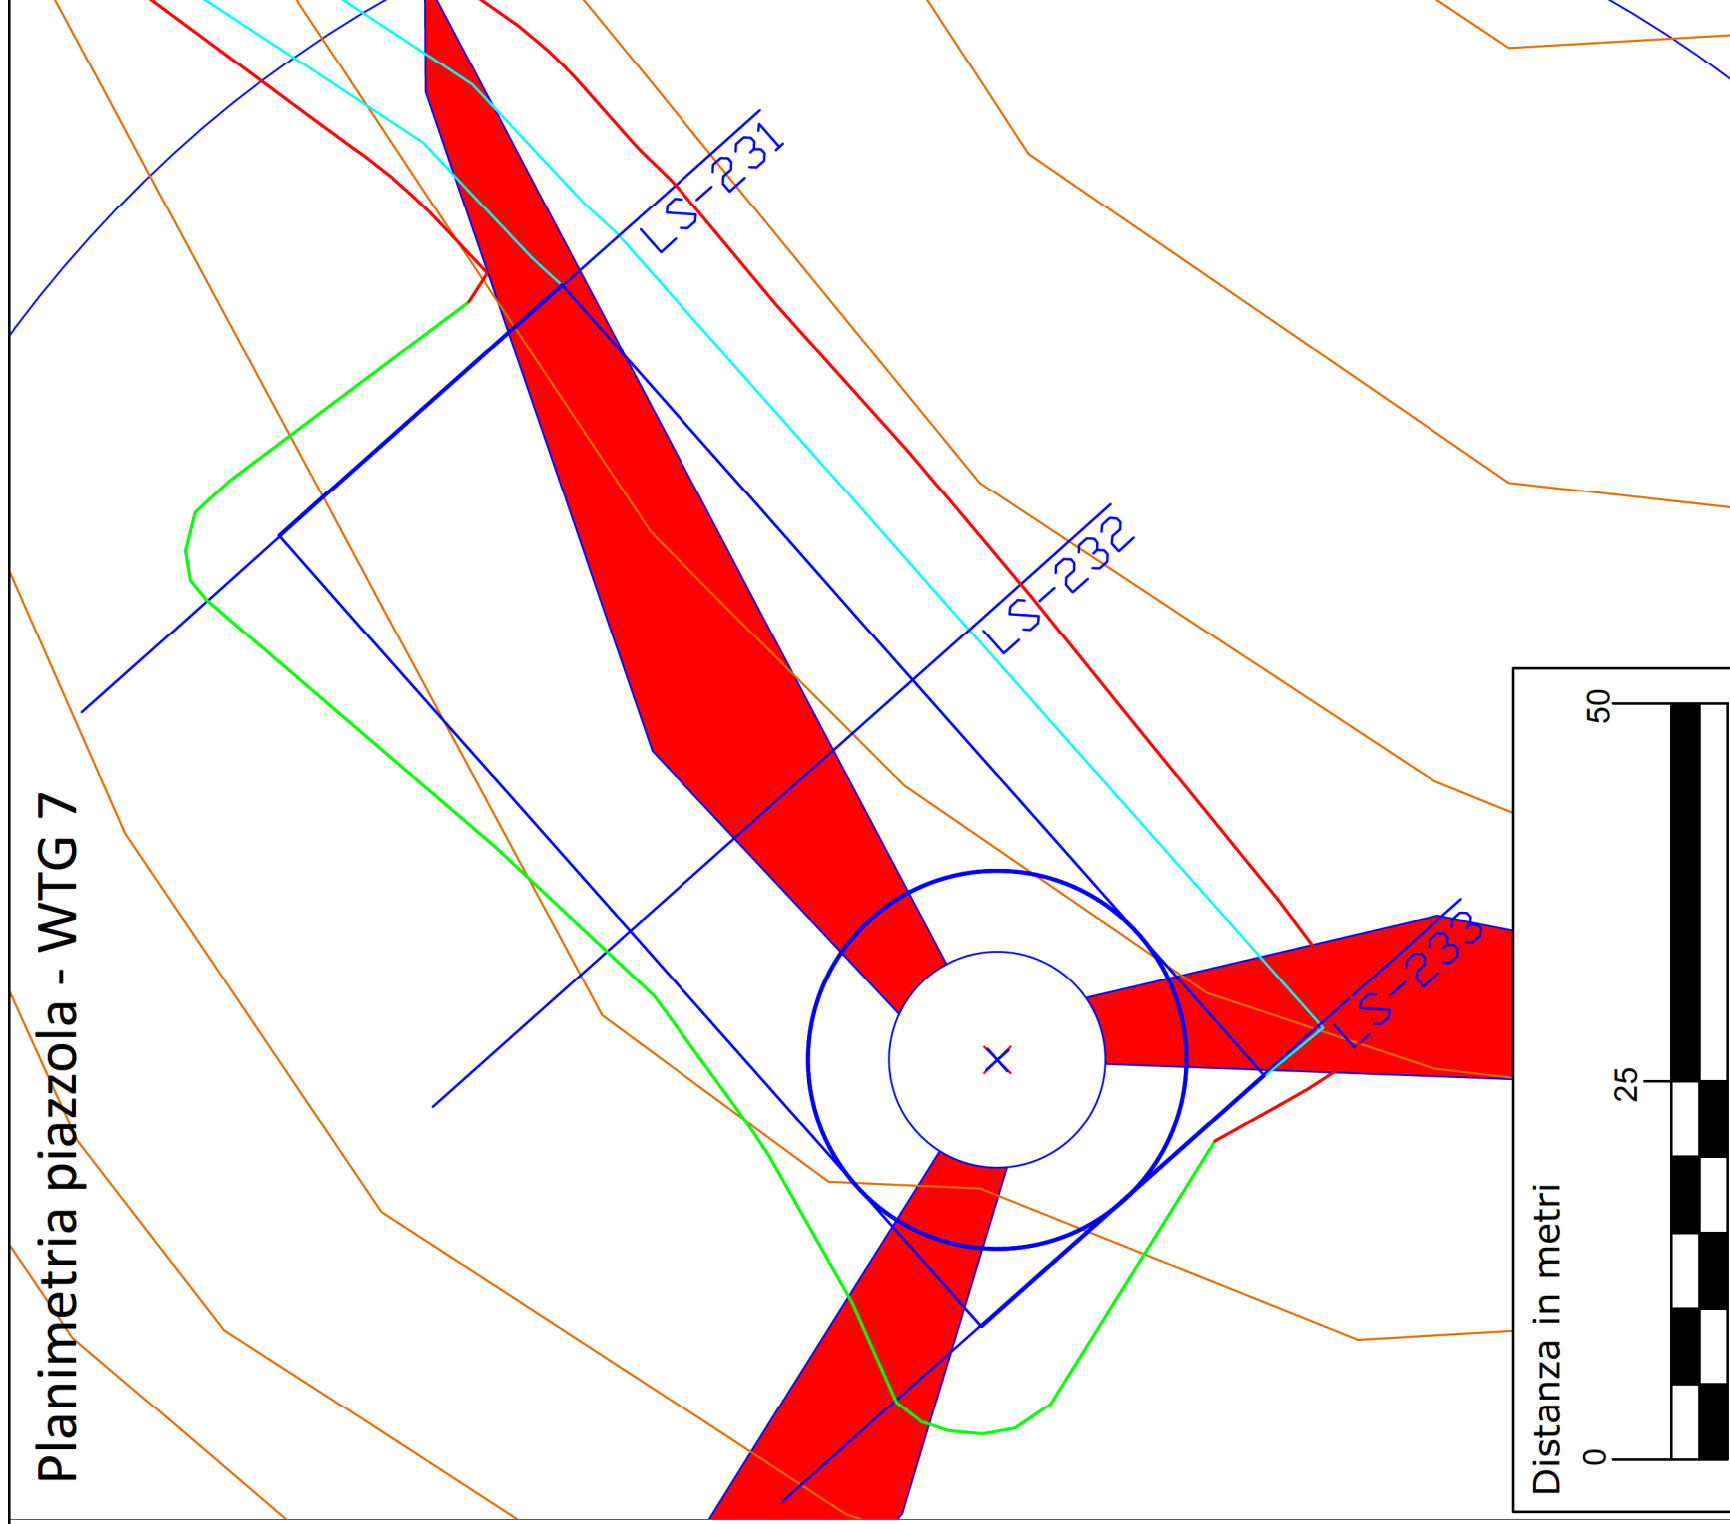 Planimetria piazzola - WTG 7
LS-231
LS-232
LS-233
Distanza in metri
0
25
50